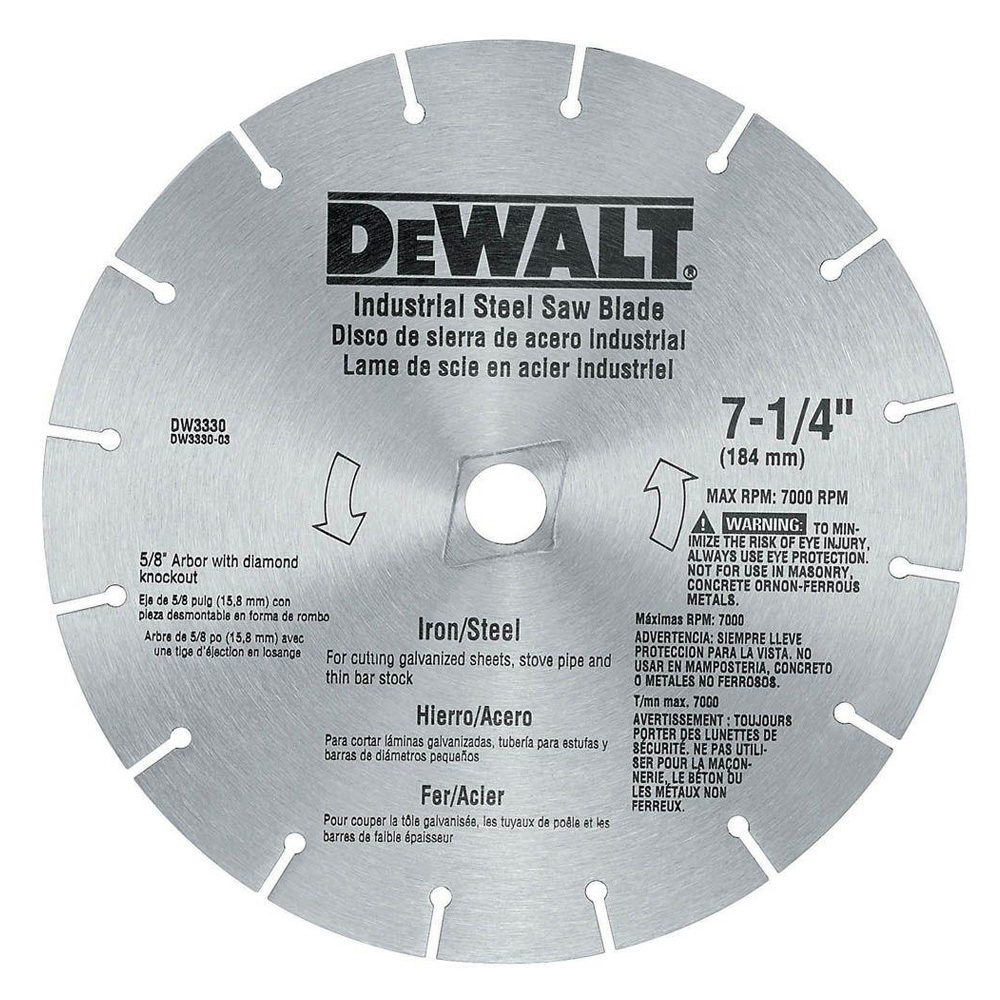 DEWALT®
Industrial Steel Saw Blade
Disco de sierra de acero Industrial
Lame de scie en acier Industriel
DW3330
DW3330-03
5/8" Arbor with diamond
knockout
Eje de 5/8 pulg (15,8 mm) con
pieza desmontable en forma de rombo
Arbre de 5/8 po (15,8 mm) avec
une tige d'éjection en losange
7-1/4"
(184 mm)
MAX RPM: 7000 RPM
WARNING: TO MIN-
IMIZE THE RISK OF EYE INJURY,
ALWAYS USE EYE PROTECTION.
NOT FOR USE IN MASONRY,
CONCRETE ORNON-FERROUS
METALS.
Máximas RPM: 7000
ADVERTENCIA: SIEMPRE LLEVE
PROTECCION PARA LA VISTA. NO
USAR EN MAMPOSTERIA, CONCRETO
O METALES NO FERROSOS.
T/mn max. 7000
AVERTISSEMENT : TOUJOURS
PORTER DES LUNETTES DE
SÉCURITÉ. NE PAS UTILI-
SER POUR LA MAÇON-
NERIE, LE BÉTON OU
LES MÉTAUX NON
FERREUX.
Iron/Steel
For cutting galvanized sheets, stove pipe and
thin bar stock
Hierro/Acero
Para cortar láminas galvanizadas, tubería para estufas y
barras de diámetros pequeños
Fer/Acier
Pour couper la tôle galvanisée, les tuyaux de poêle et les
barres de faible épaisseur